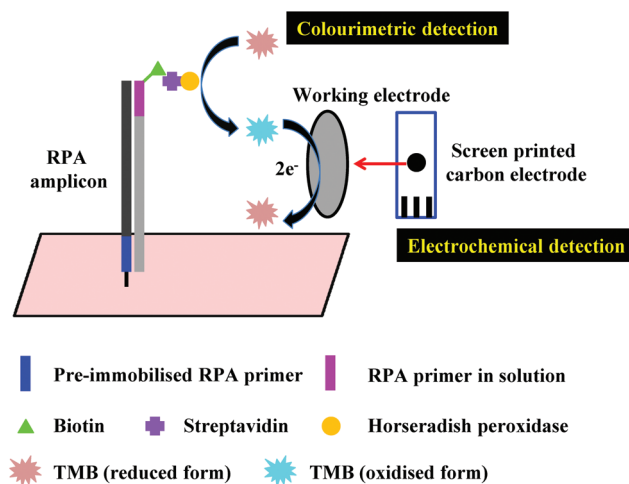 Colourimetric detection
Working electrode
RPA
amplicon
2e-
Screen printed
carbon electrode
Electrochemical detection
Pre-immobilised RPA primer
RPA primer in solution
Biotin
Streptavidin
Horseradish peroxidase
TMB (reduced form)
TMB (oxidised form)